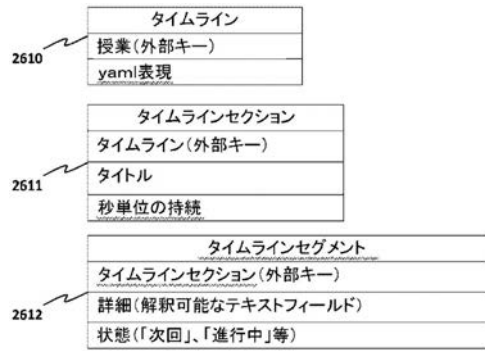 タイムライン
2610
授業(外部キー)
yaml表現
タイムラインセクション
タイムライン(外部キー)
2611
タイトル
秒単位の持続
タイムラインセグメント
タイムラインセクション(外部キー)
2612
詳細(解釈可能なテキストフィールド)
状態(「次回」、「進行中」等)